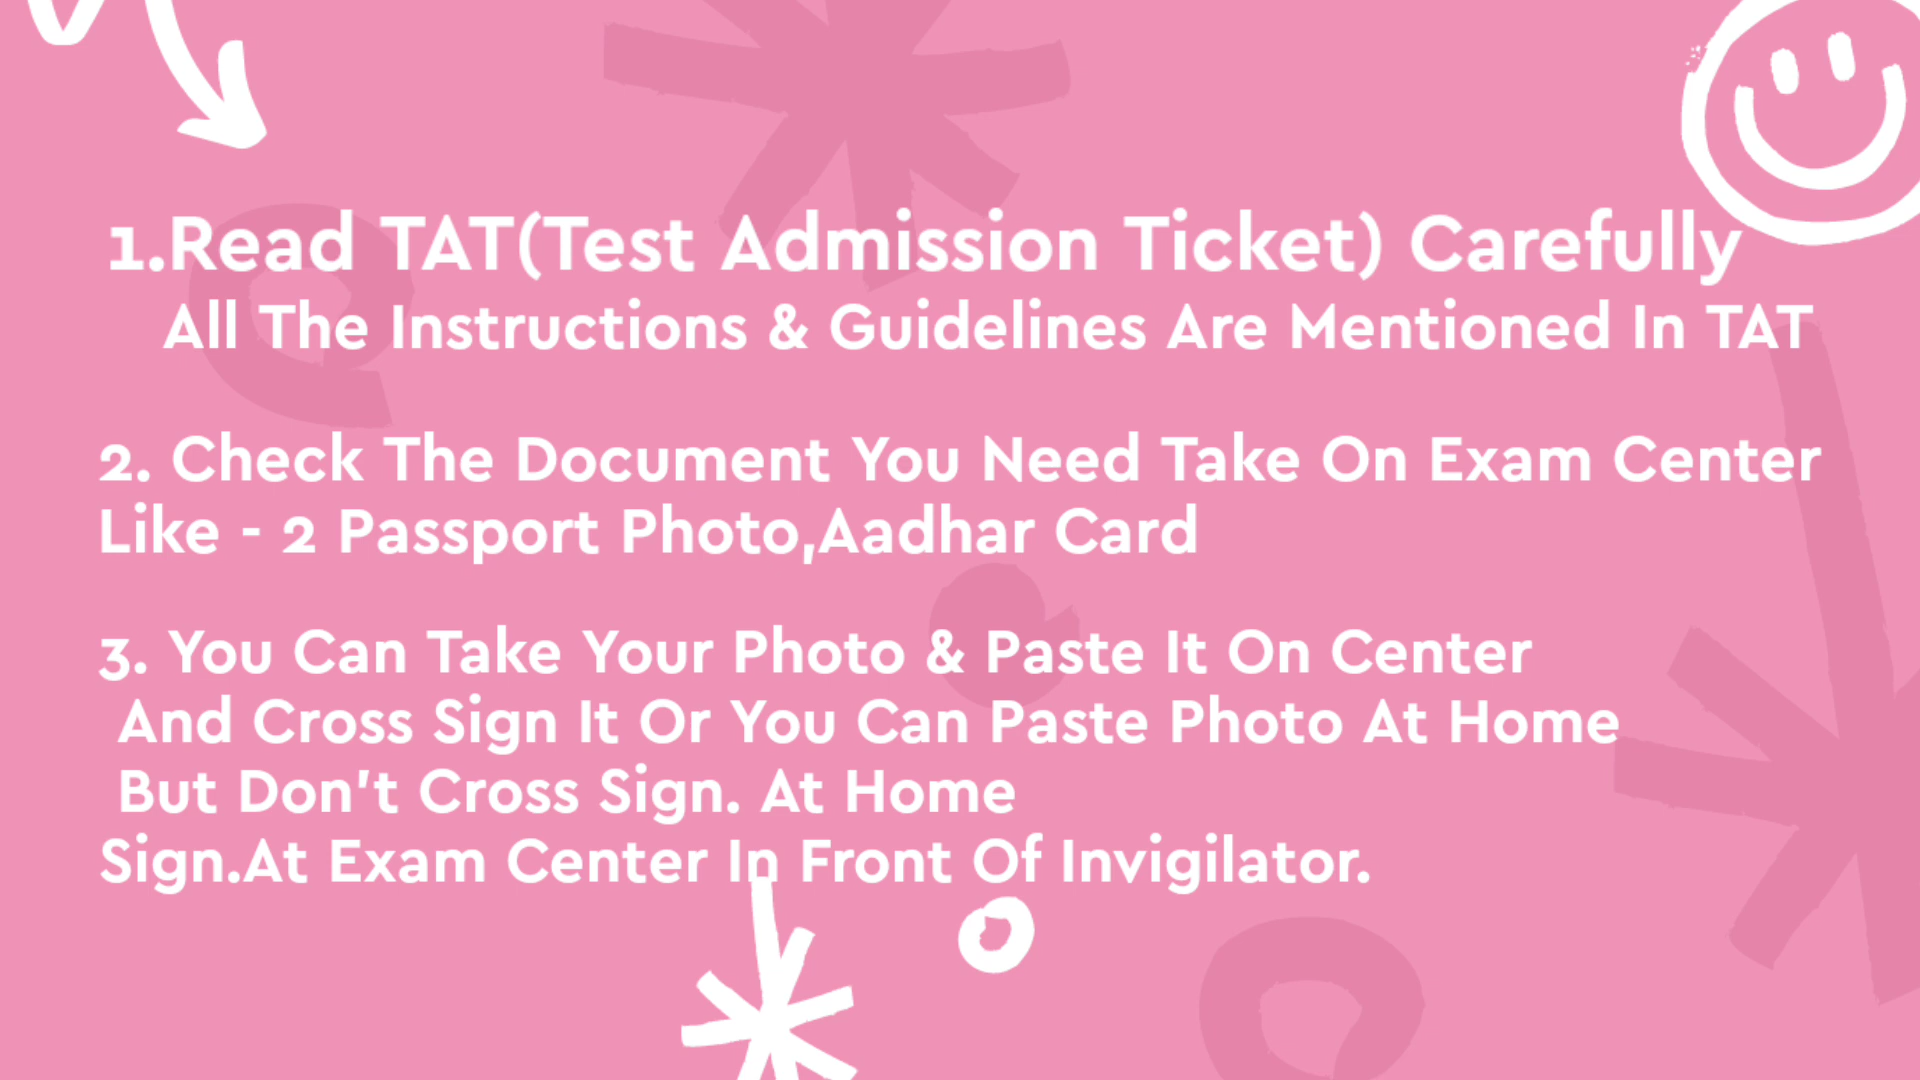 1.Read TAT(Test Admission Ticket) Carefully
All The Instructions & Guidelines Are Mentioned In TAT
2. Check The Document You Need Take On Exam Center
Like - 2 Passport Photo,Aadhar Card
3. You Can Take Your Photo & Paste It On Center
And Cross Sign It Or You Can Paste Photo At Home
But Don't Cross Sign. At Home
Sign.At Exam Center In Front Of Invigilator.